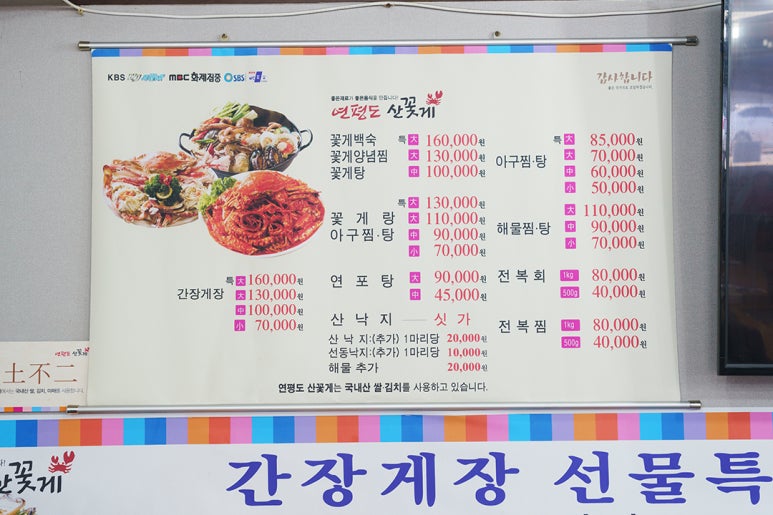 KBS MBC 화제집중 SBS
감사합니다
좋은재료가 좋은음식을 만듭니다!
연평도 산꽃게
꽃게백숙 특 大 160,000원
꽃게양념찜 大 130,000원
꽃게탕 中 100,000원
꽃게랑 아구찜·탕
특 大 130,000원
大 110,000원
中 90,000원
小 70,000원
간장게장
특 大 160,000원
大 130,000원
中 100,000원
小 70,000원
연포탕
大 90,000원
中 45,000원
산낙지 싯가
산 낙 지:(추가) 1마리당 20,000원
선동낙지:(추가) 1마리당 10,000원
해물 추가 20,000원
아구찜·탕
특 大 85,000원
大 70,000원
中 60,000원
小 50,000원
해물찜·탕
大 110,000원
中 90,000원
小 70,000원
전복회
1kg 80,000원
500g 40,000원
전복찜
1kg 80,000원
500g 40,000원
연평도 산꽃게는 국내산 쌀,김치를 사용하고 있습니다.
연평도 산꽃게
土不二
국내산 쌀, 김치, 야채를
산꽃게
간장게장 선물특